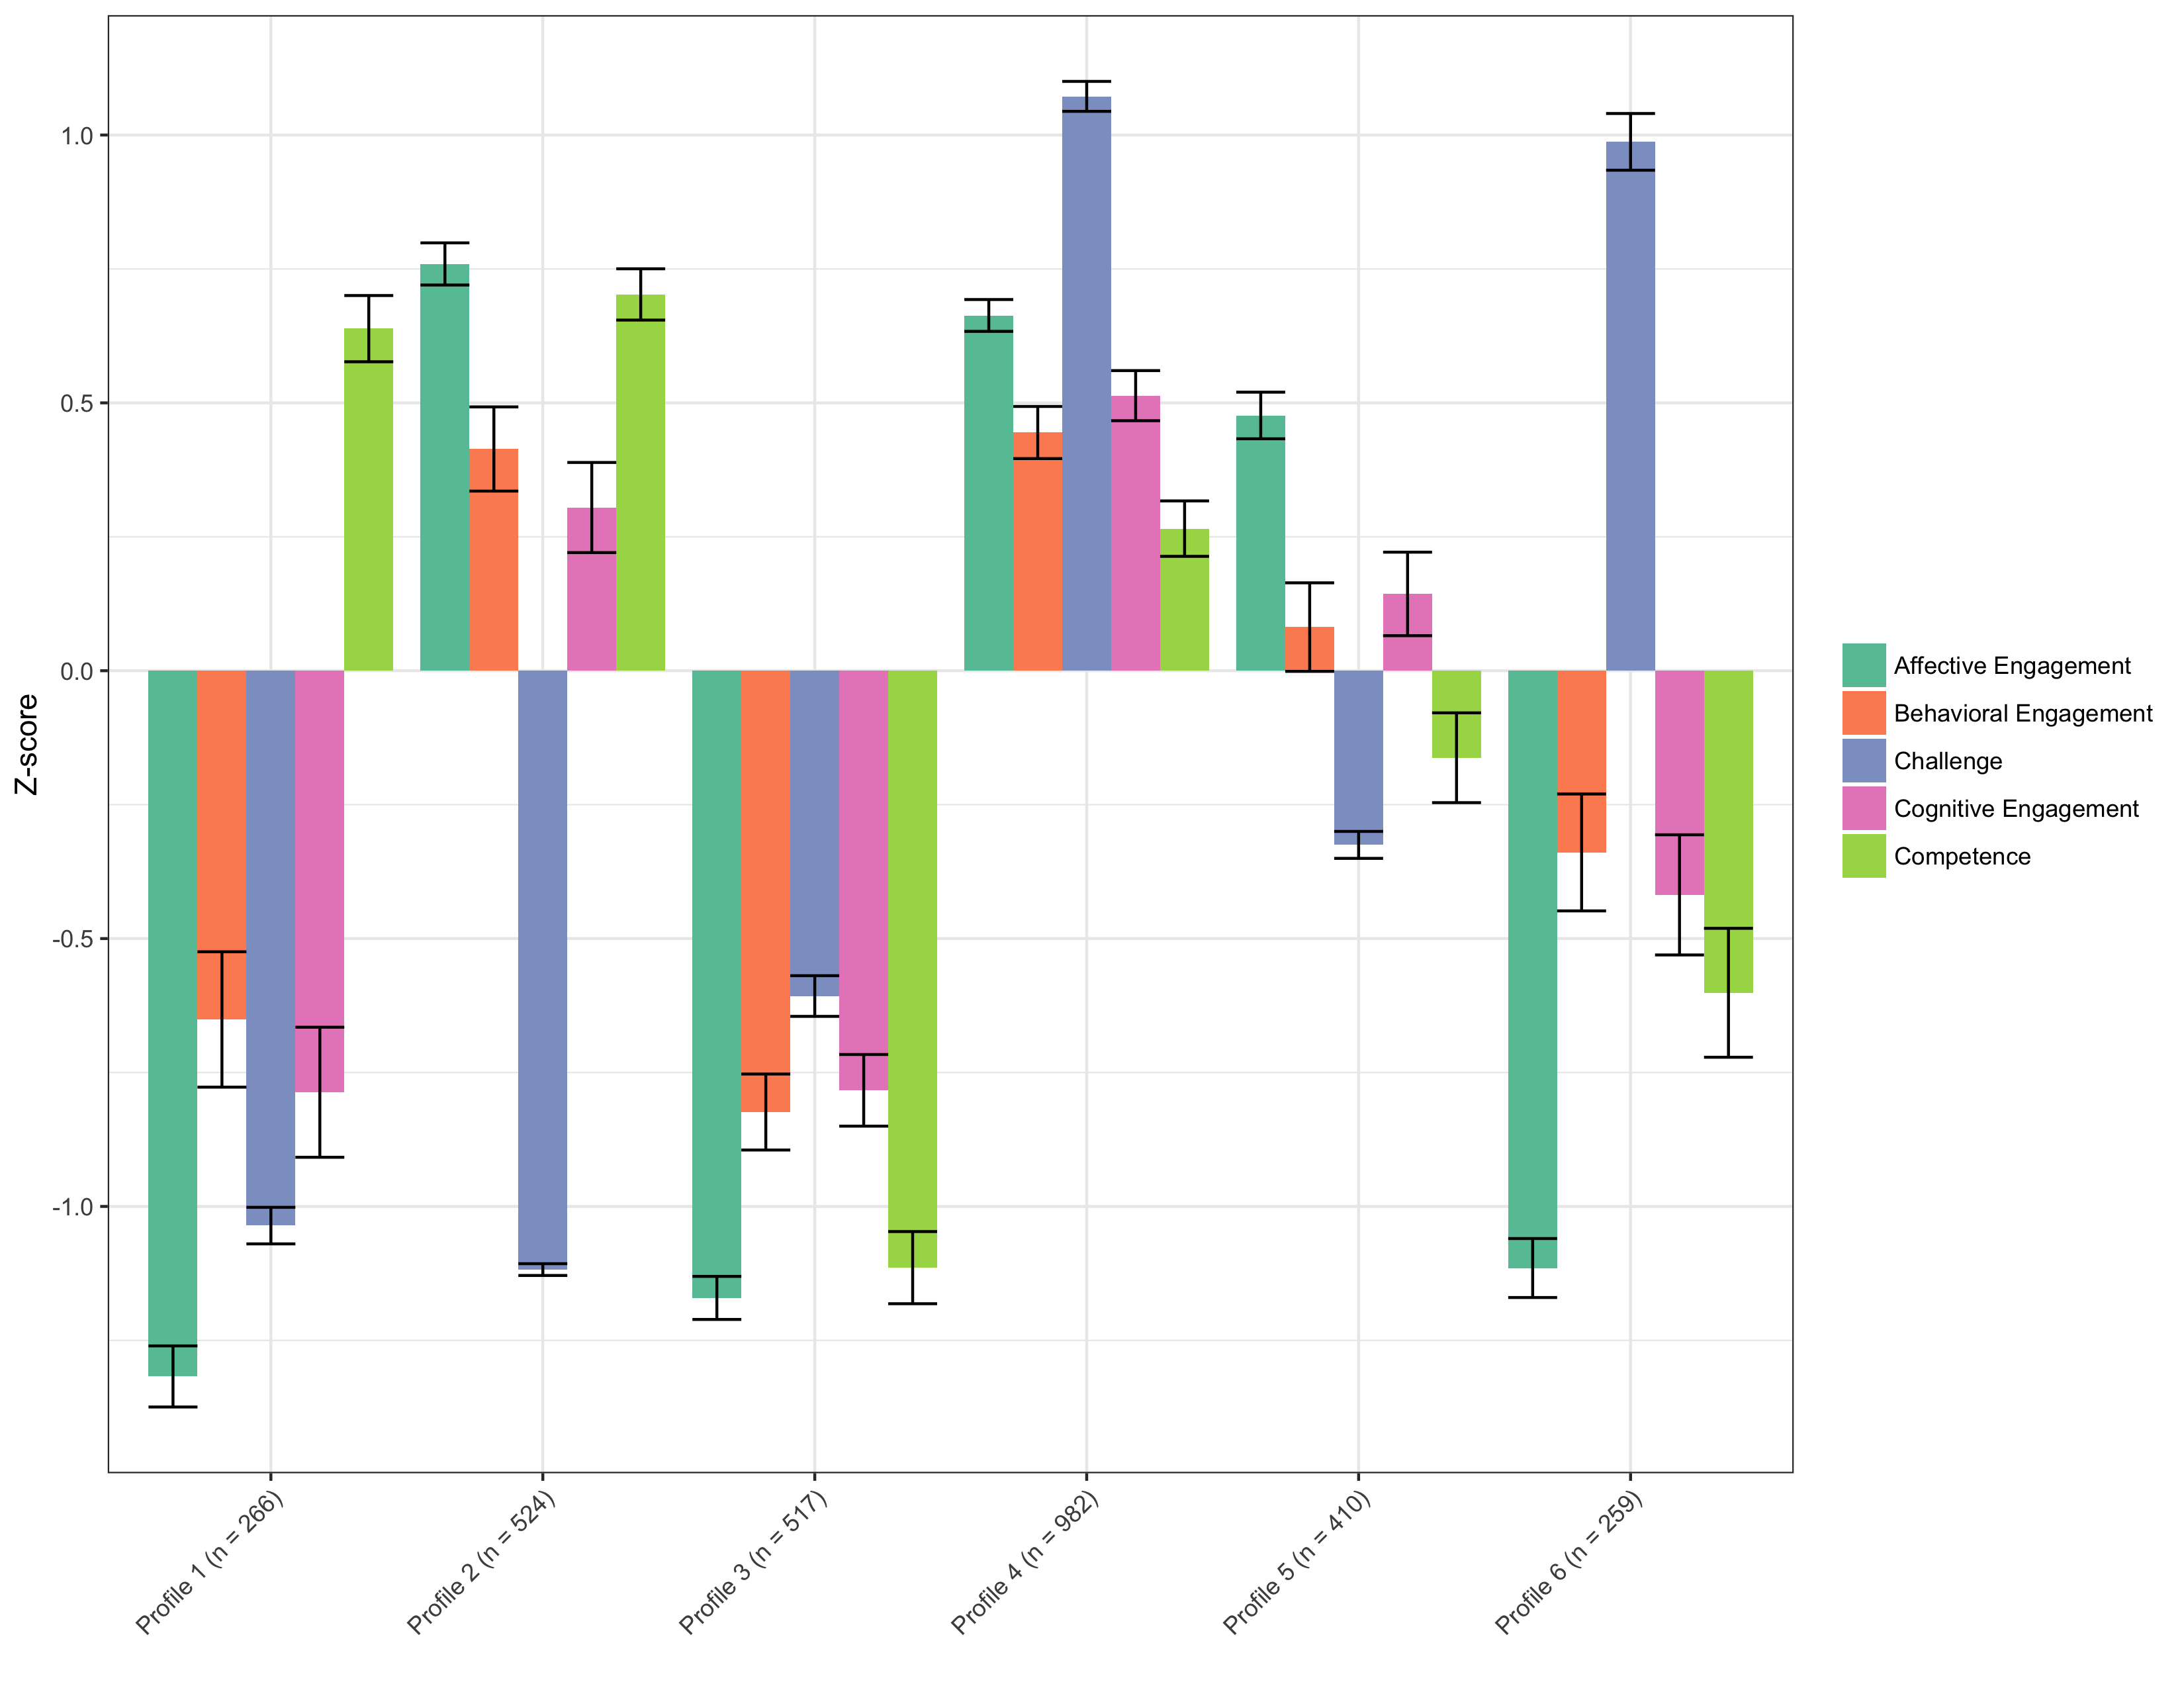 Z-score
1.0
0.5
0.0
-0.5
-1.0
Profile 1 (n = 266)
Profile 2 (n = 524)
Profile 3 (n = 517)
Profile 4 (n = 982)
Profile 5 (n = 410)
Profile 6 (n = 259)
Affective Engagement
Behavioral Engagement
Challenge
Cognitive Engagement
Competence